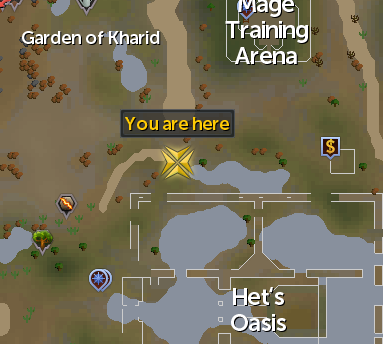 Mage
Training
Arena
Garden of Kharid
You are here
$
Het's
Oasis